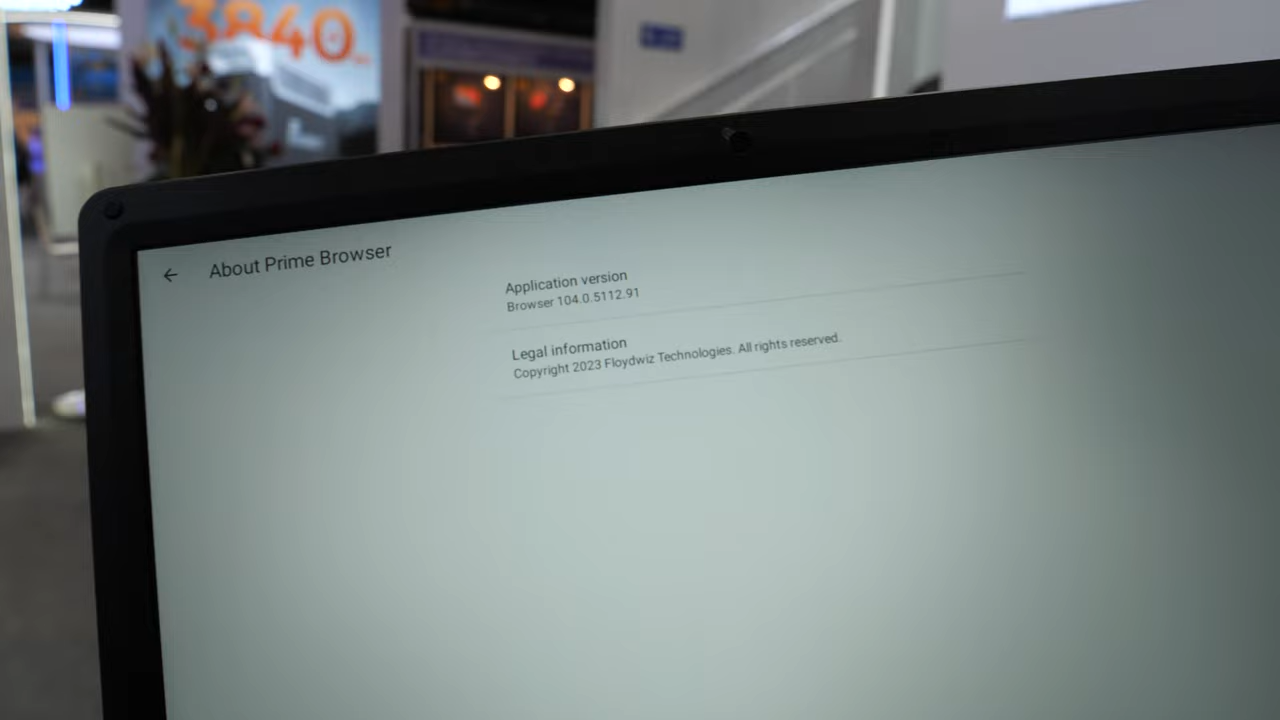 3840
About Prime Browser
Application version
Browser 104.0.5112.91
Legal information
Copyright 2023 Floydwiz Technologies. All rights reserved.